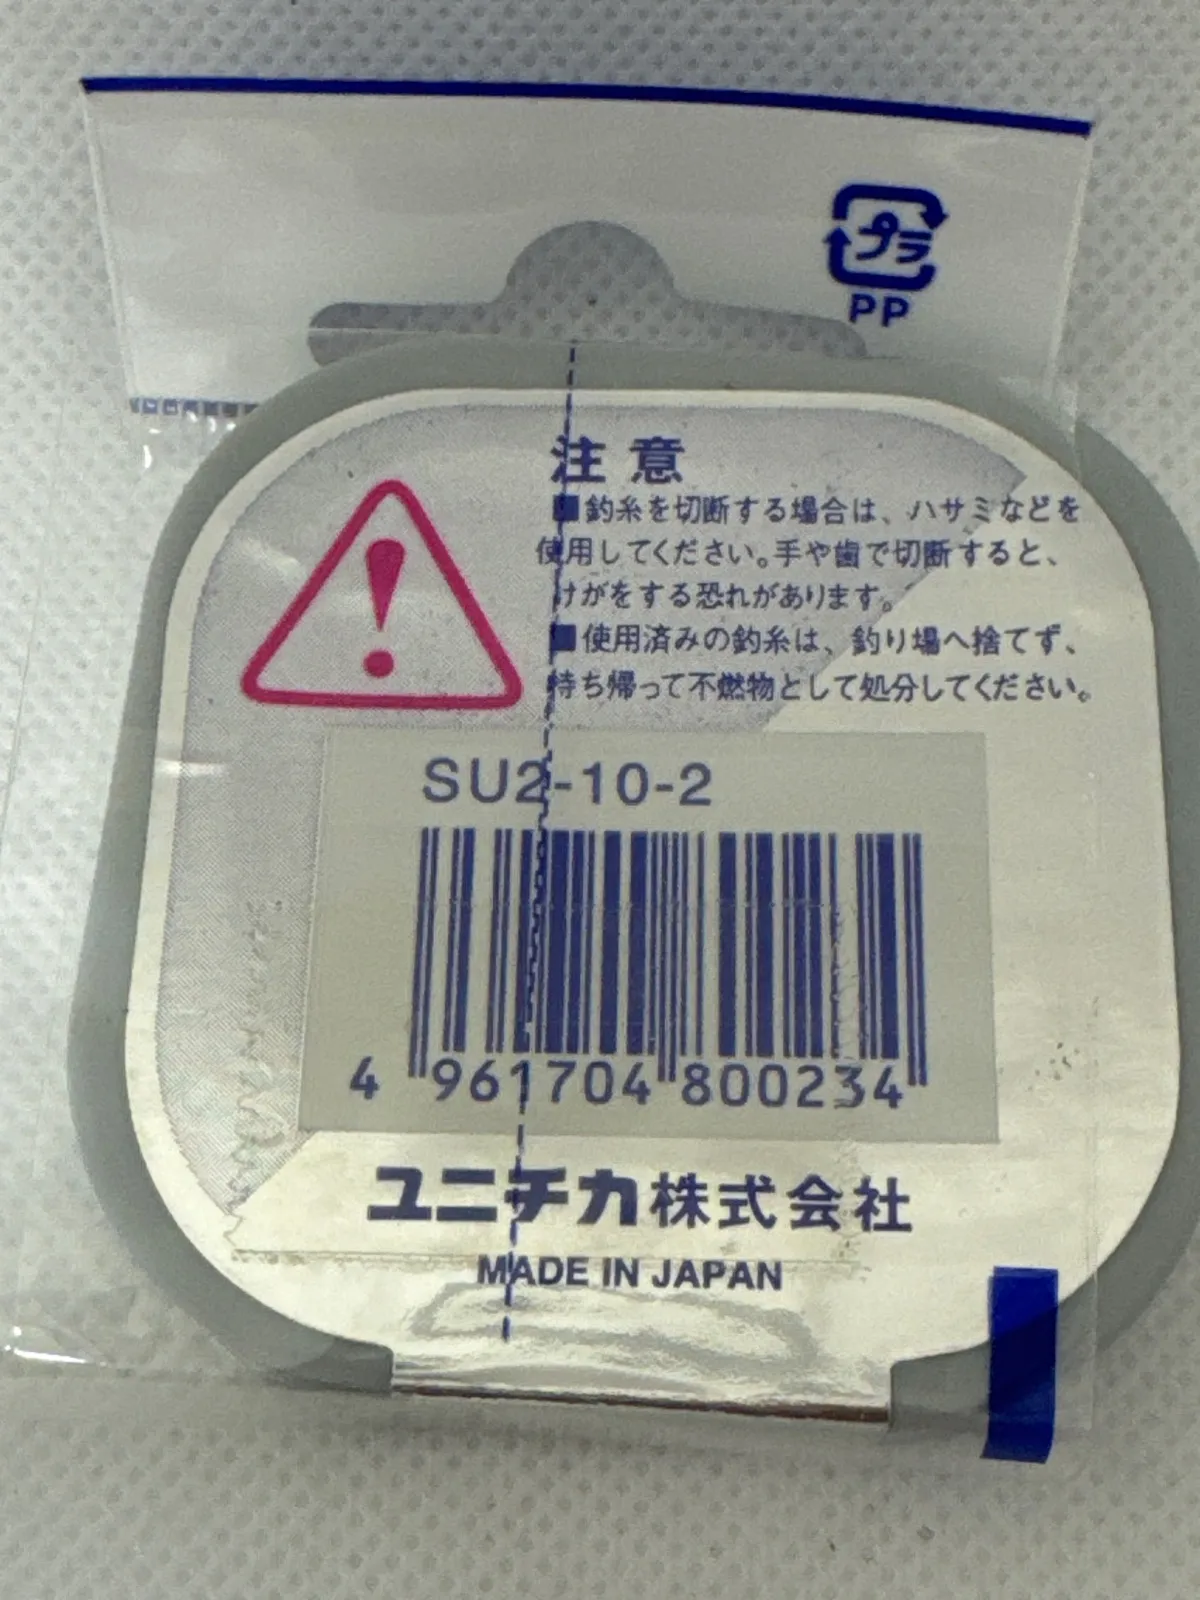 プラ
PP
注意
■釣糸を切断する場合は、ハサミなどを
使用してください。手や歯で切断すると、
けがをする恐れがあります。
■使用済みの釣糸は、釣り場へ捨てず、
持ち帰って不燃物として処分してください。
SU2-10-2
4 961704 800234
ユニチカ株式会社
MADE IN JAPAN